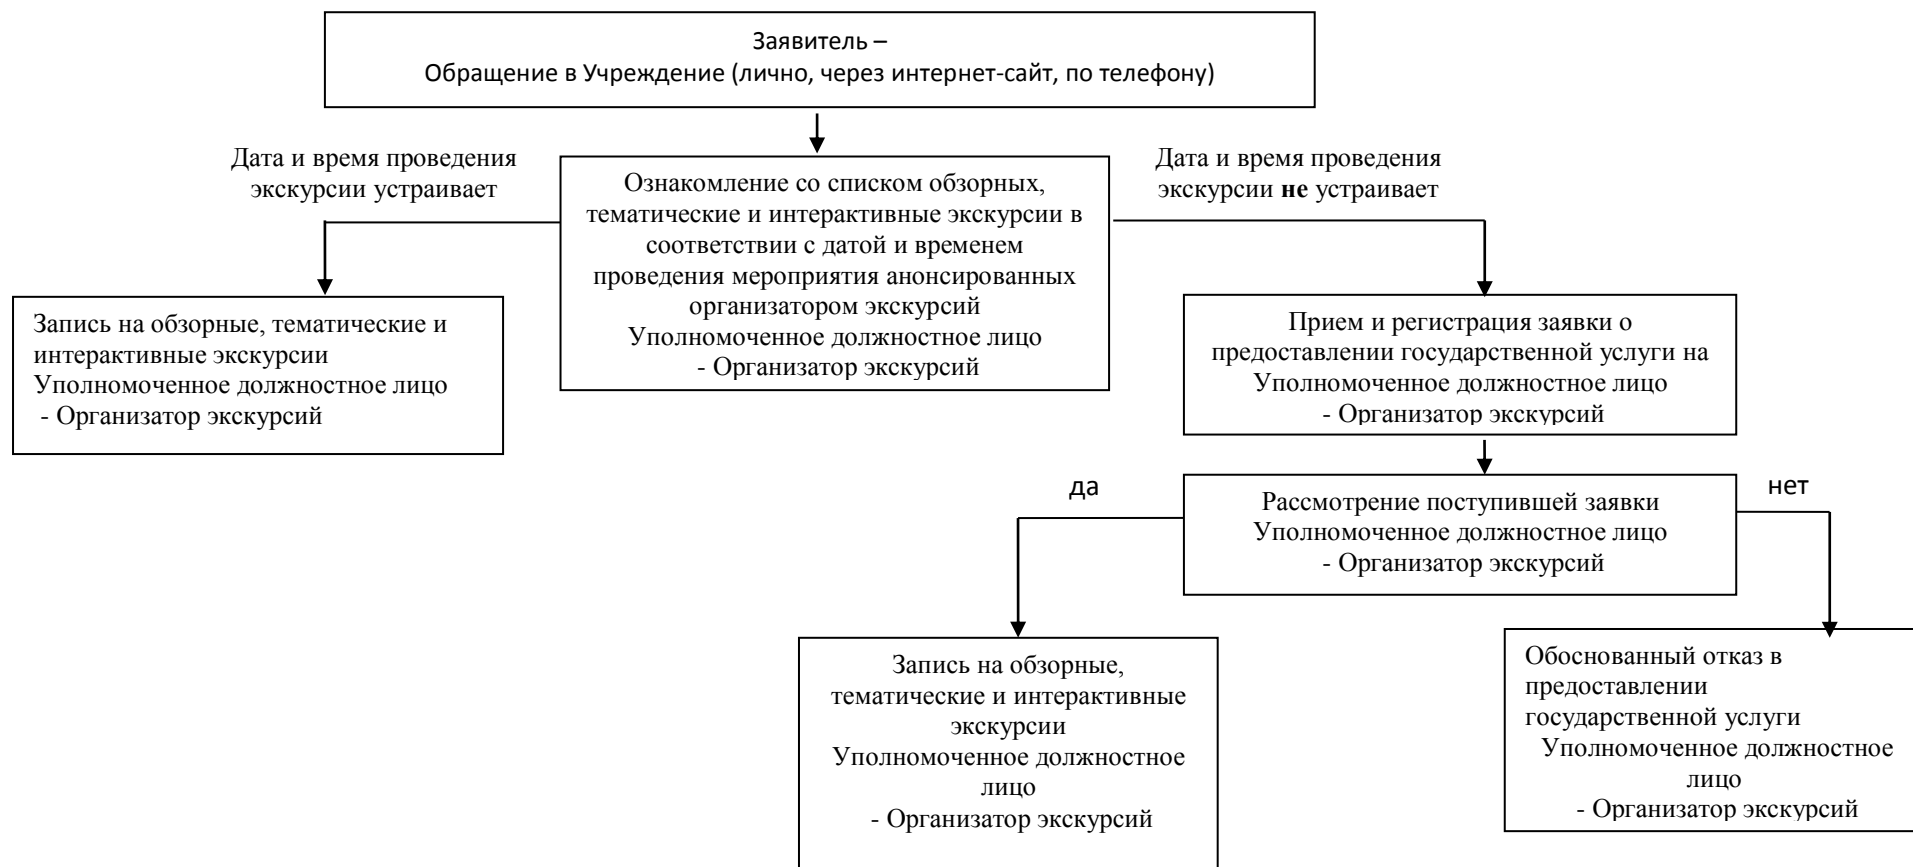 Заявитель –
Обращение в Учреждение (лично, через интернет-сайт, по телефону)
Дата и время проведения
экскурсии устраивает
Ознакомление со списком обзорных,
тематические и интерактивные экскурсии в
соответствии с датой и временем
проведения мероприятия анонсированных
организатором экскурсий
Уполномоченное должностное лицо
- Организатор экскурсий
Дата и время проведения
экскурсии не устраивает
Запись на обзорные, тематические и
интерактивные экскурсии
Уполномоченное должностное лицо
- Организатор экскурсий
Прием и регистрация заявки о
предоставлении государственной услуги на
Уполномоченное должностное лицо
- Организатор экскурсий
да
Рассмотрение поступившей заявки
Уполномоченное должностное лицо
- Организатор экскурсий
нет
Запись на обзорные,
тематические и интерактивные
экскурсии
Уполномоченное должностное
лицо
- Организатор экскурсий
Обоснованный отказ в
предоставлении
государственной услуги
Уполномоченное должностное
лицо
- Организатор экскурсий